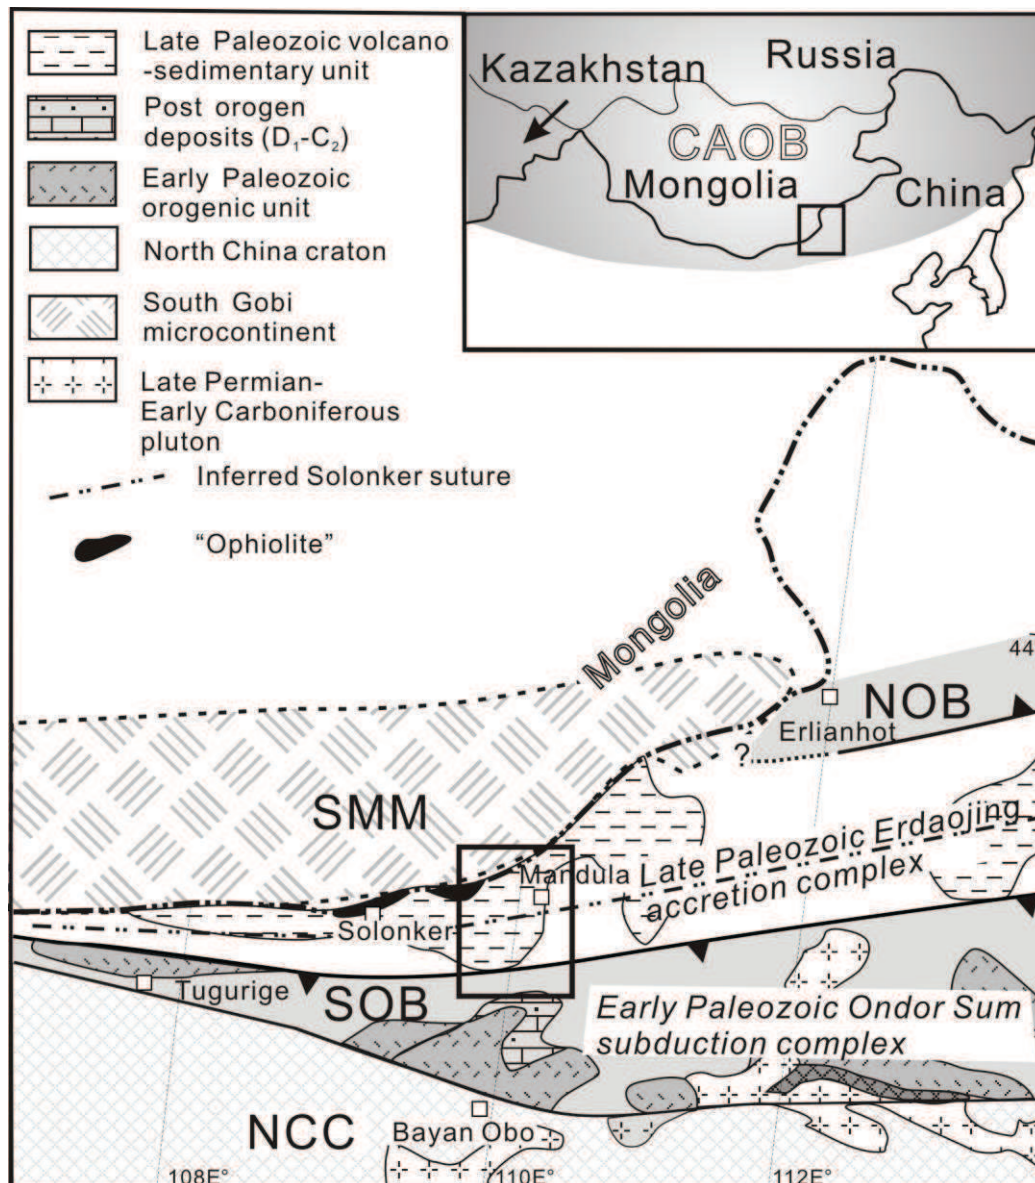 Late Paleozoic volcano
-sedimentary unit
Post orogen
deposits (D₁-C₂)
Early Paleozoic
orogenic unit
North China craton
South Gobi
microcontinent
Late Permian-
Early Carboniferous
pluton
Inferred Solonker suture
“Ophiolite”
Kazakhstan
Russia
CAOB
Mongolia
China
Mongolia
44
NOB
Erlianhot
?
SMM
Mandula
Late Paleozoic Erdaojing
accretion complex
Solonker
Tugurige
SOB
Early Paleozoic Ondor Sum
subduction complex
NCC
Bayan Obo
108E°
110E°
112E°